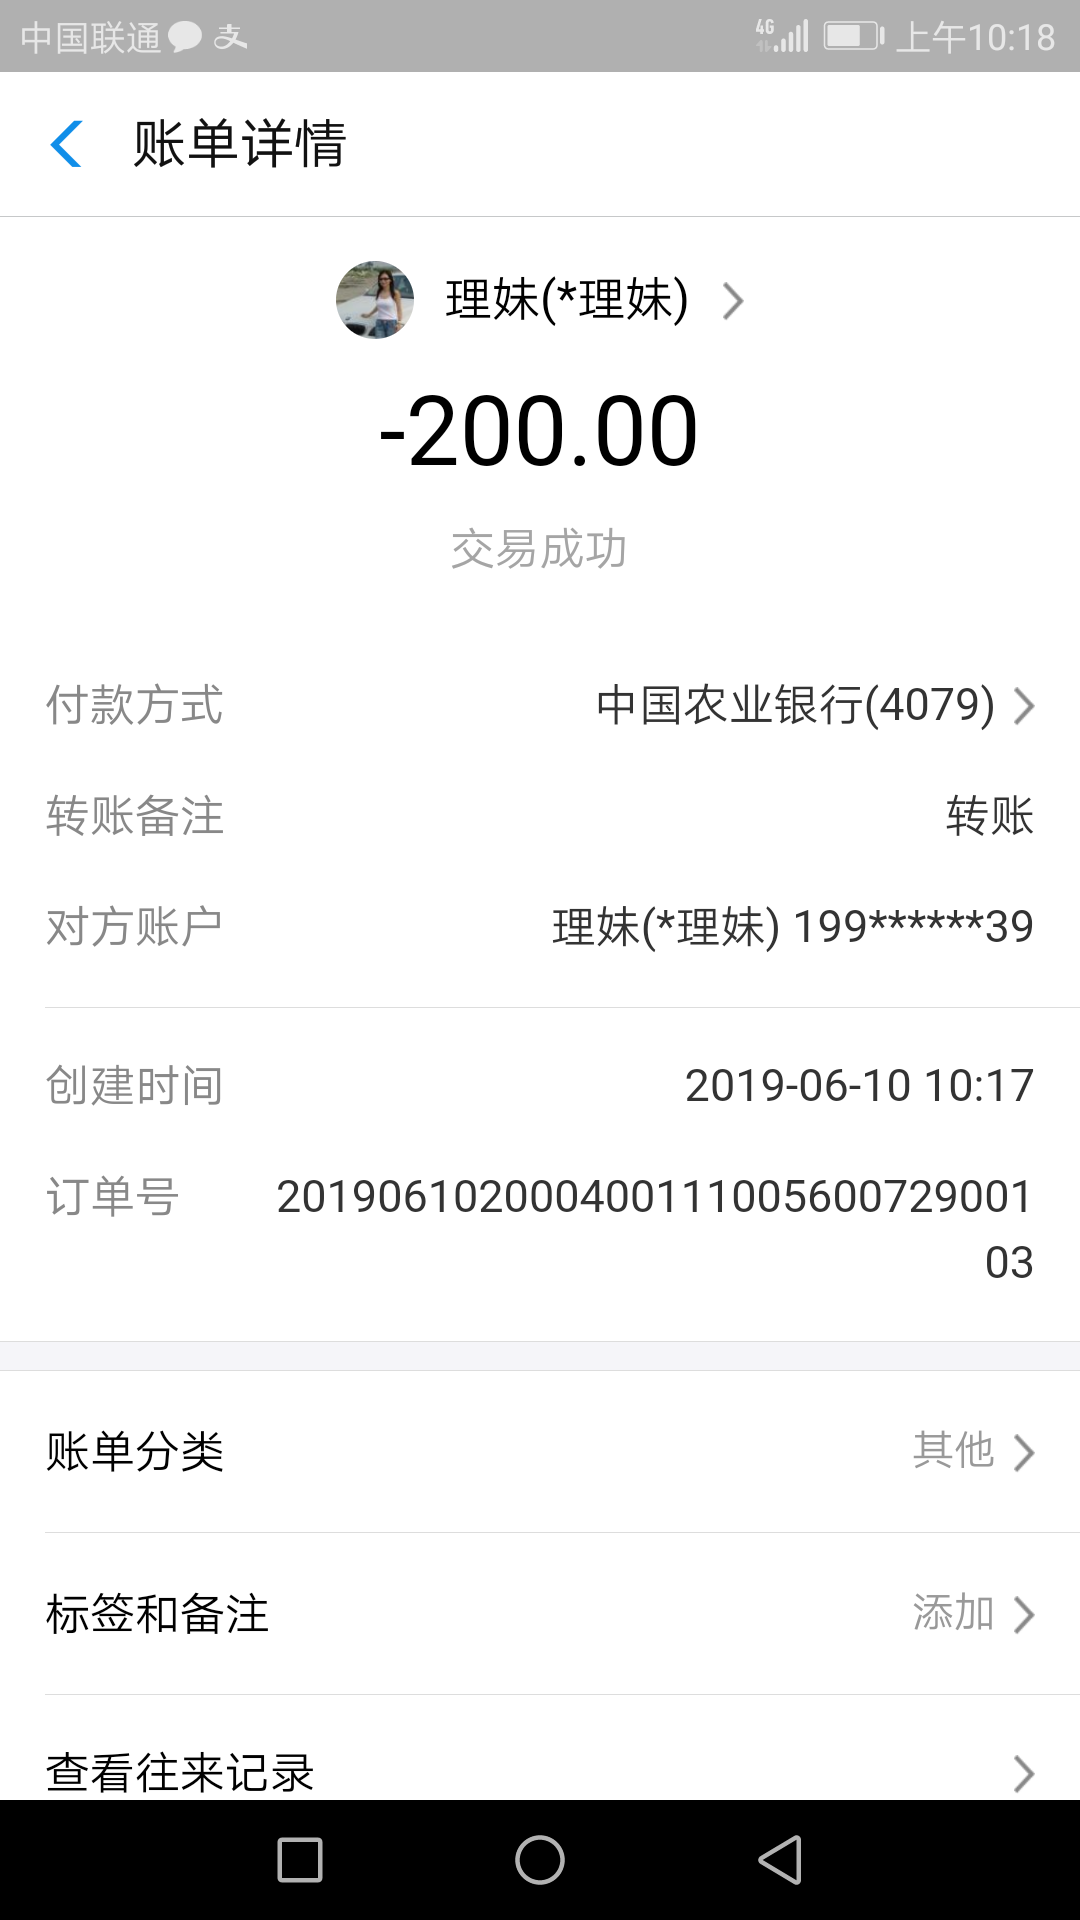 中国联通 4G 上午10:18
账单详情
理妹(*理妹)
-200.00
交易成功
付款方式 中国农业银行(4079)
转账备注 转账
对方账户 理妹(*理妹) 199******39
创建时间 2019-06-10 10:17
订单号 201906102000400111005600729001
03
账单分类 其他
标签和备注 添加
查看往来记录